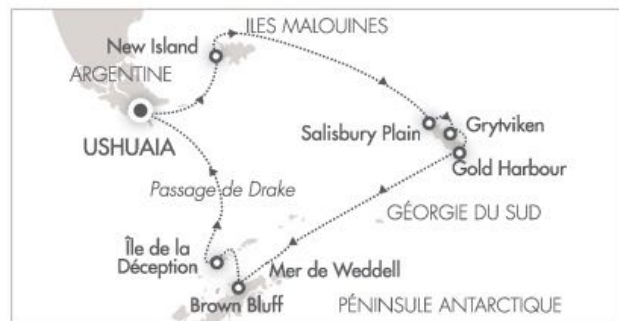 ILES MALOUINES
New Island
ARGENTINE
USHUAIA
Salisbury Plain
Grytviken
Gold Harbour
Passage de Drake
GÉORGIE DU SUD
Île de la
Déception
Mer de Weddell
Brown Bluff
PÉNINSULE ANTARCTIQUE